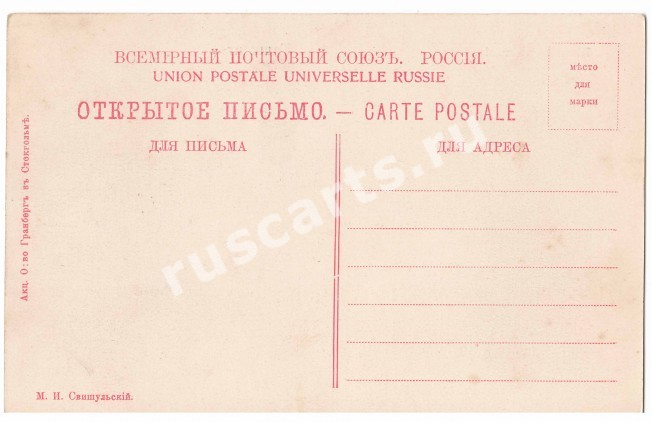 ВСЕМІРНЫЙ ПОЧТОВЫЙ СОЮЗЪ. РОССІЯ.
UNION POSTALE UNIVERSELLE RUSSIE
ОТКРЫТОЕ ПИСЬМО. — CARTE POSTALE
мѣсто
для
марки
ДЛЯ ПИСЬМА
ДЛЯ АДРЕСА
Акц. О:во Гранбергъ въ Стокгольмѣ.
М. И. Свищульскій.
ruscarts.ru